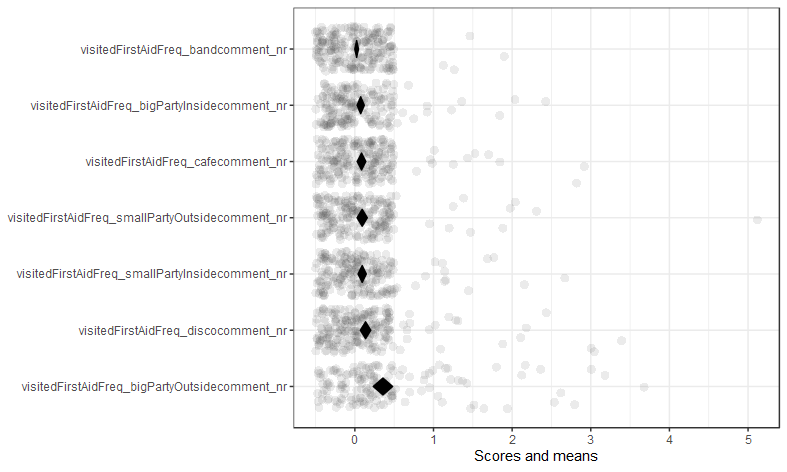 visitedFirstAidFreq_bandcomment_nr
visitedFirstAidFreq_bigPartyInsidecomment_nr
visitedFirstAidFreq_cafecomment_nr
visitedFirstAidFreq_smallPartyOutsidecomment_nr
visitedFirstAidFreq_smallPartyInsidecomment_nr
visitedFirstAidFreq_discocomment_nr
visitedFirstAidFreq_bigPartyOutsidecomment_nr
0 1 2 3 4 5
Scores and means